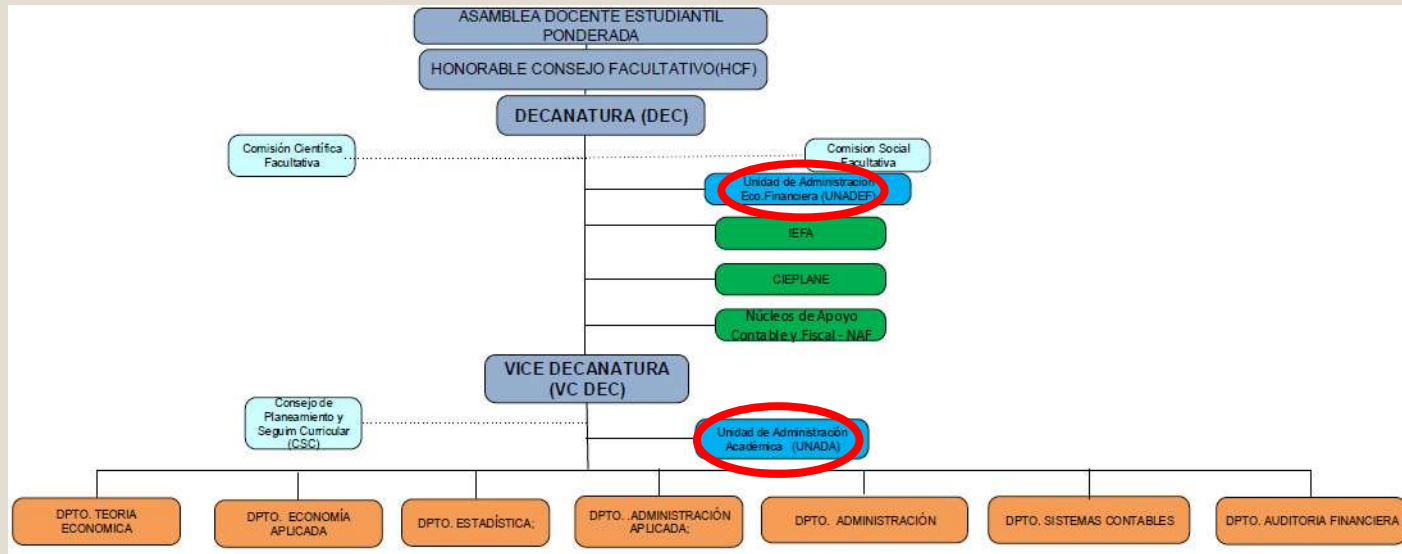 ASAMBLEA DOCENTE ESTUDIANTIL
PONDERADA
HONORABLE CONSEJO FACULTATIVO(HCF)
DECANATURA (DEC)
Comisión Científica
Facultativa
Comision Social
Facultativa
Unidad de Administración
Eco.Financiera (UNADEF)
IEFA
CIEPLANE
Núcleos de Apoyo
Contable y Fiscal - NAF
VICE DECANATURA
(VC DEC)
Consejo de
Planeamiento y
Seguim Curricular
(CSC)
Unidad de Administración
Académica (UNADA)
DPTO. TEORIA
ECONOMICA
DPTO. ECONOMÍA
APLICADA
DPTO. ESTADÍSTICA;
DPTO. .ADMINISTRACIÓN
APLICADA;
DPTO. ADMINISTRACIÓN
DPTO. SISTEMAS CONTABLES
DPTO. AUDITORIA FINANCIERA